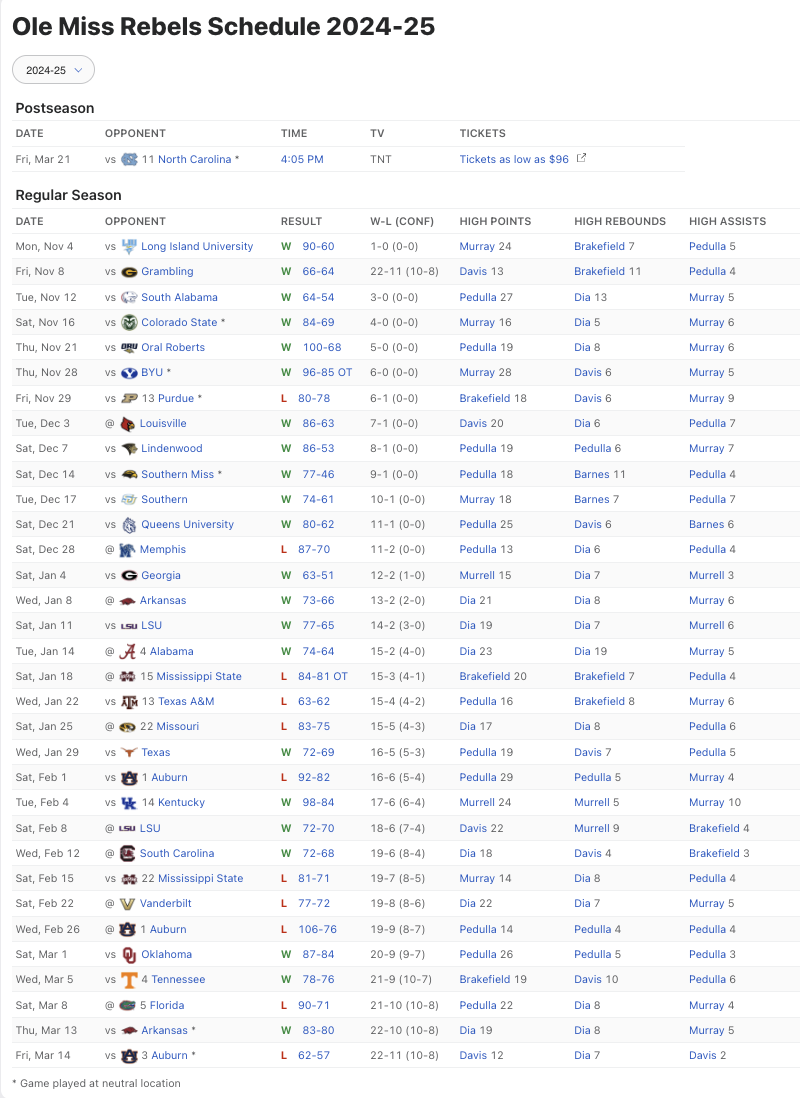 Ole Miss Rebels Schedule 2024-25
2024-25
Postseason
DATE OPPONENT TIME TV TICKETS
Fri, Mar 21 vs 11 North Carolina * 4:05 PM TNT Tickets as low as $96
Regular Season
DATE OPPONENT RESULT W-L (CONF) HIGH POINTS HIGH REBOUNDS HIGH ASSISTS
Mon, Nov 4 vs Long Island University W 90-60 1-0 (0-0) Murray 24 Brakefield 7 Pedulla 5
Fri, Nov 8 vs Grambling W 66-64 22-11 (10-8) Davis 13 Brakefield 11 Pedulla 4
Tue, Nov 12 vs South Alabama W 64-54 3-0 (0-0) Pedulla 27 Dia 13 Murray 5
Sat, Nov 16 vs Colorado State * W 84-69 4-0 (0-0) Murray 16 Dia 5 Murray 6
Thu, Nov 21 vs ORU Oral Roberts W 100-68 5-0 (0-0) Pedulla 19 Dia 8 Murray 6
Thu, Nov 28 vs BYU * W 96-85 OT 6-0 (0-0) Murray 28 Davis 6 Murray 5
Fri, Nov 29 vs 13 Purdue * L 80-78 6-1 (0-0) Brakefield 18 Davis 6 Murray 9
Tue, Dec 3 @ Louisville W 86-63 7-1 (0-0) Davis 20 Dia 6 Pedulla 7
Sat, Dec 7 vs Lindenwood W 86-53 8-1 (0-0) Pedulla 19 Pedulla 6 Murray 7
Sat, Dec 14 vs Southern Miss * W 77-46 9-1 (0-0) Pedulla 18 Barnes 11 Pedulla 4
Tue, Dec 17 vs Southern W 74-61 10-1 (0-0) Murray 18 Barnes 7 Pedulla 7
Sat, Dec 21 vs Queens University W 80-62 11-1 (0-0) Pedulla 25 Davis 6 Barnes 6
Sat, Dec 28 @ Memphis L 87-70 11-2 (0-0) Pedulla 13 Dia 6 Pedulla 4
Sat, Jan 4 vs G Georgia W 63-51 12-2 (1-0) Murrell 15 Dia 7 Murrell 3
Wed, Jan 8 @ Arkansas W 73-66 13-2 (2-0) Dia 21 Dia 8 Murray 6
Sat, Jan 11 vs LSU LSU W 77-65 14-2 (3-0) Dia 19 Dia 7 Murrell 6
Tue, Jan 14 @ A 4 Alabama W 74-64 15-2 (4-0) Dia 23 Dia 19 Murray 5
Sat, Jan 18 @ 15 Mississippi State L 84-81 OT 15-3 (4-1) Brakefield 20 Brakefield 7 Pedulla 4
Wed, Jan 22 vs ATM 13 Texas A&M L 63-62 15-4 (4-2) Pedulla 16 Brakefield 8 Murray 6
Sat, Jan 25 @ 22 Missouri L 83-75 15-5 (4-3) Dia 17 Dia 8 Pedulla 6
Wed, Jan 29 vs Texas W 72-69 16-5 (5-3) Pedulla 19 Davis 7 Pedulla 5
Sat, Feb 1 vs 1 Auburn L 92-82 16-6 (5-4) Pedulla 29 Pedulla 5 Murray 4
Tue, Feb 4 vs 14 Kentucky W 98-84 17-6 (6-4) Murrell 24 Murrell 5 Murray 10
Sat, Feb 8 @ LSU LSU W 72-70 18-6 (7-4) Davis 22 Murrell 9 Brakefield 4
Wed, Feb 12 @ South Carolina W 72-68 19-6 (8-4) Dia 18 Davis 4 Brakefield 3
Sat, Feb 15 vs 22 Mississippi State L 81-71 19-7 (8-5) Murray 14 Dia 8 Pedulla 4
Sat, Feb 22 @ Vanderbilt L 77-72 19-8 (8-6) Dia 22 Dia 7 Murray 5
Wed, Feb 26 @ 1 Auburn L 106-76 19-9 (8-7) Pedulla 14 Pedulla 4 Pedulla 4
Sat, Mar 1 vs Oklahoma W 87-84 20-9 (9-7) Pedulla 26 Pedulla 5 Pedulla 3
Wed, Mar 5 vs T 4 Tennessee W 78-76 21-9 (10-7) Brakefield 19 Davis 10 Pedulla 6
Sat, Mar 8 @ 5 Florida L 90-71 21-10 (10-8) Pedulla 22 Dia 8 Murray 4
Thu, Mar 13 vs Arkansas * W 83-80 22-10 (10-8) Dia 19 Dia 8 Murray 5
Fri, Mar 14 vs 3 Auburn * L 62-57 22-11 (10-8) Davis 12 Dia 7 Davis 2
* Game played at neutral location